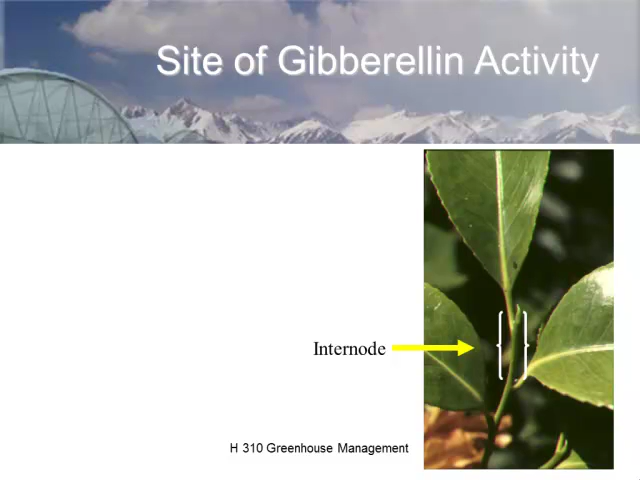 Site of Gibberellin Activity
Internode
H 310 Greenhouse Management